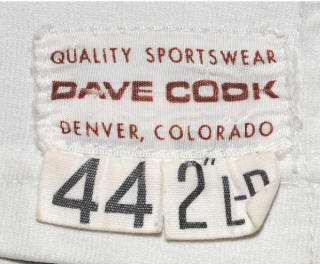 QUALITY SPORTSWEAR
DAVE COOK
DENVER, COLORADO
44 2"